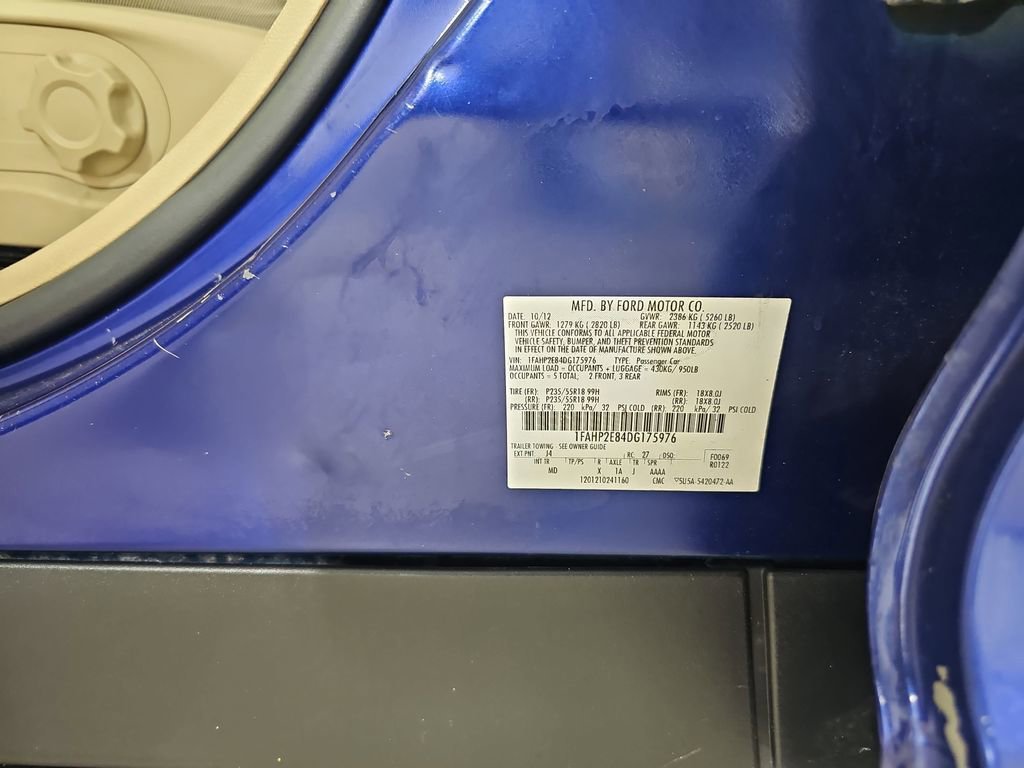 MFD. BY FORD MOTOR CO.
DATE: 10/12 GVWR: 2386 KG ( 5260 LB)
FRONT GAWR: 1279 KG ( 2820 LB) REAR GAWR: 1143 KG ( 2520 LB)
THIS VEHICLE CONFORMS TO ALL APPLICABLE FEDERAL MOTOR
VEHICLE SAFETY, BUMPER, AND THEFT PREVENTION STANDARDS
IN EFFECT ON THE DATE OF MANUFACTURE SHOWN ABOVE.
VIN: 1FAHP2E84DG175976 TYPE: Passenger Car
MAXIMUM LOAD = OCCUPANTS + LUGGAGE = 430KG/ 950LB
OCCUPANTS = 5 TOTAL, 2 FRONT, 3 REAR
TIRE (FR): P235/55R18 99H RIMS (FR): 18X8.0J
(RR): P235/55R18 99H (RR): 18X8.0J
PRESSURE (FR): 220 kPa/ 32 PSI COLD (RR): 220 kPa/ 32 PSI COLD
1FAHP2E84DG175976
TRAILER TOWING - SEE OWNER GUIDE
EXT PNT: J4 RC: 27 DSO: F0069
INT TR TP/PS R AXLE TR SPR R0122
MD X 1A J AAAA
1201210241160 CMC 5U5A-5420472-AA